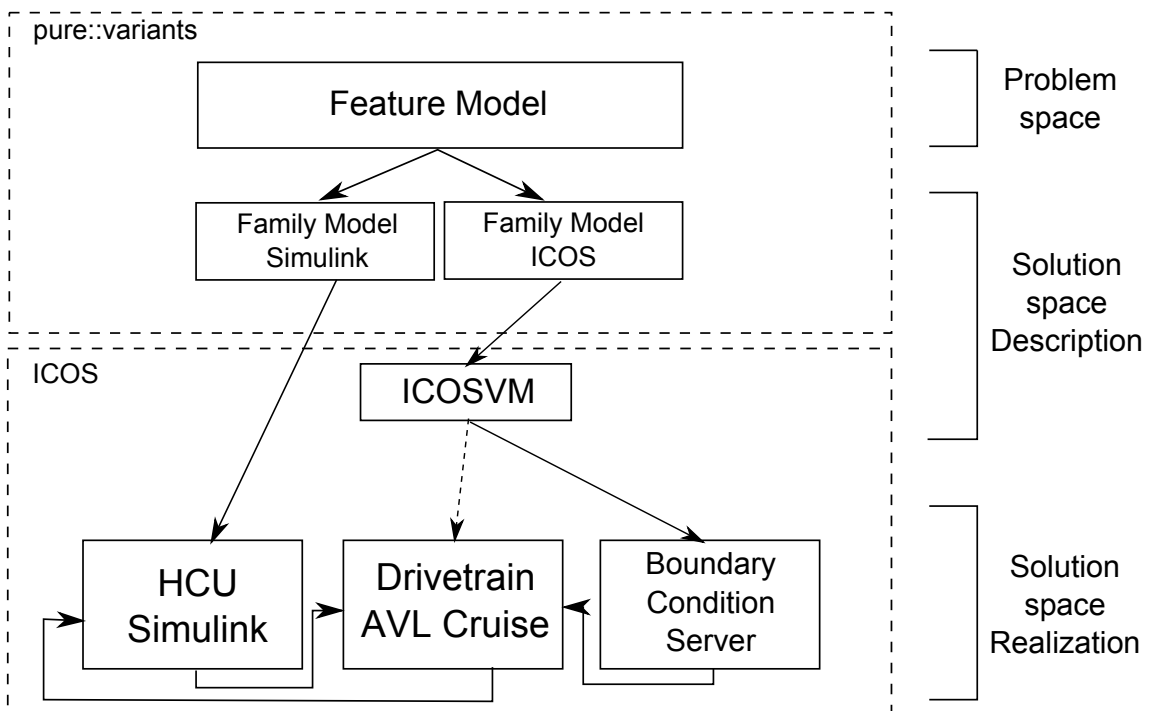 pure::variants
Feature Model
Problem
space
Family Model
Simulink
Family Model
ICOS
Solution
space
Description
ICOS
ICOSVM
HCU
Simulink
Drivetrain
AVL Cruise
Boundary
Condition
Server
Solution
space
Realization